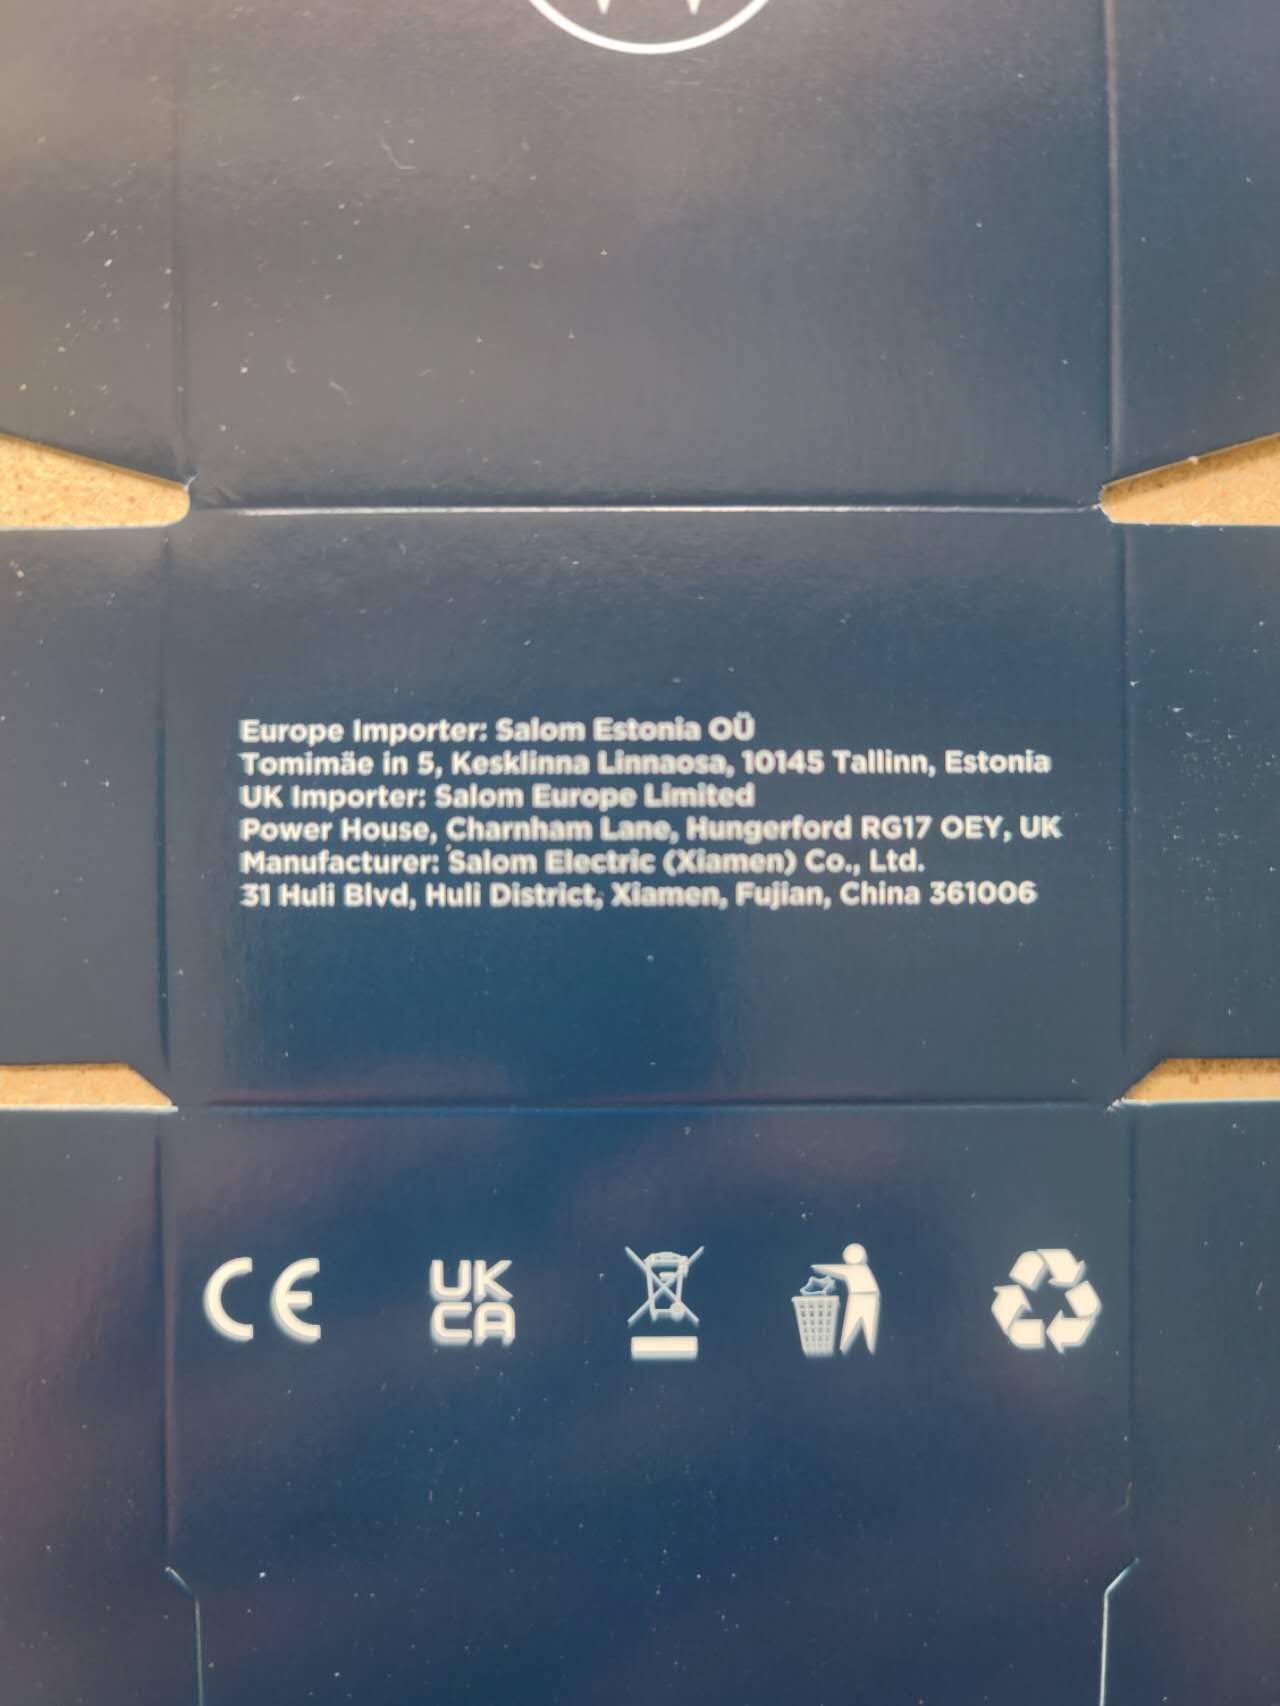 Europe Importer: Salom Estonia OÜ
Tomimäe in 5, Kesklinna Linnaosa, 10145 Tallinn, Estonia
UK Importer: Salom Europe Limited
Power House, Charnham Lane, Hungerford RG17 OEY, UK
Manufacturer: Salom Electric (Xiamen) Co., Ltd.
31 Huli Blvd, Huli District, Xiamen, Fujian, China 361006
CE UK
CA